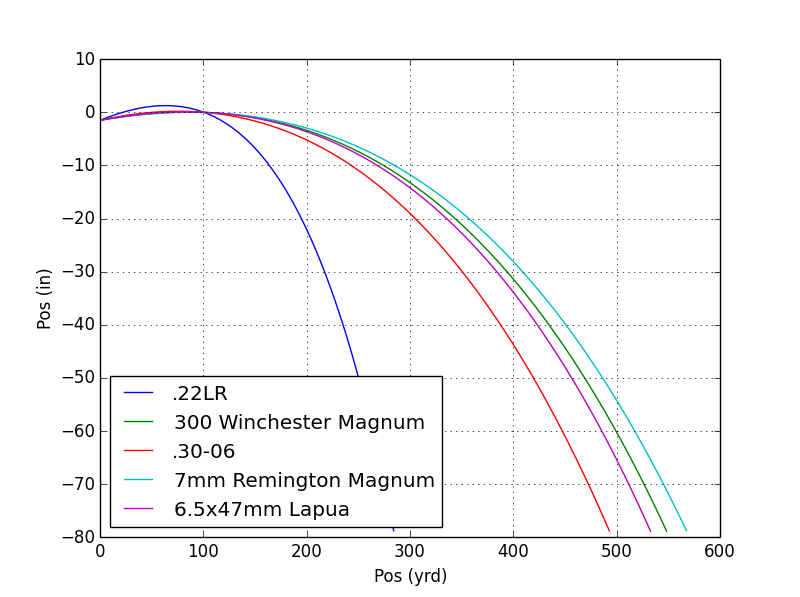 10
0
−10
−20
−30
−40
−50
−60
−70
−80
Pos (in)
.22LR
300 Winchester Magnum
.30-06
7mm Remington Magnum
6.5x47mm Lapua
0 100 200 300 400 500 600
Pos (yrd)